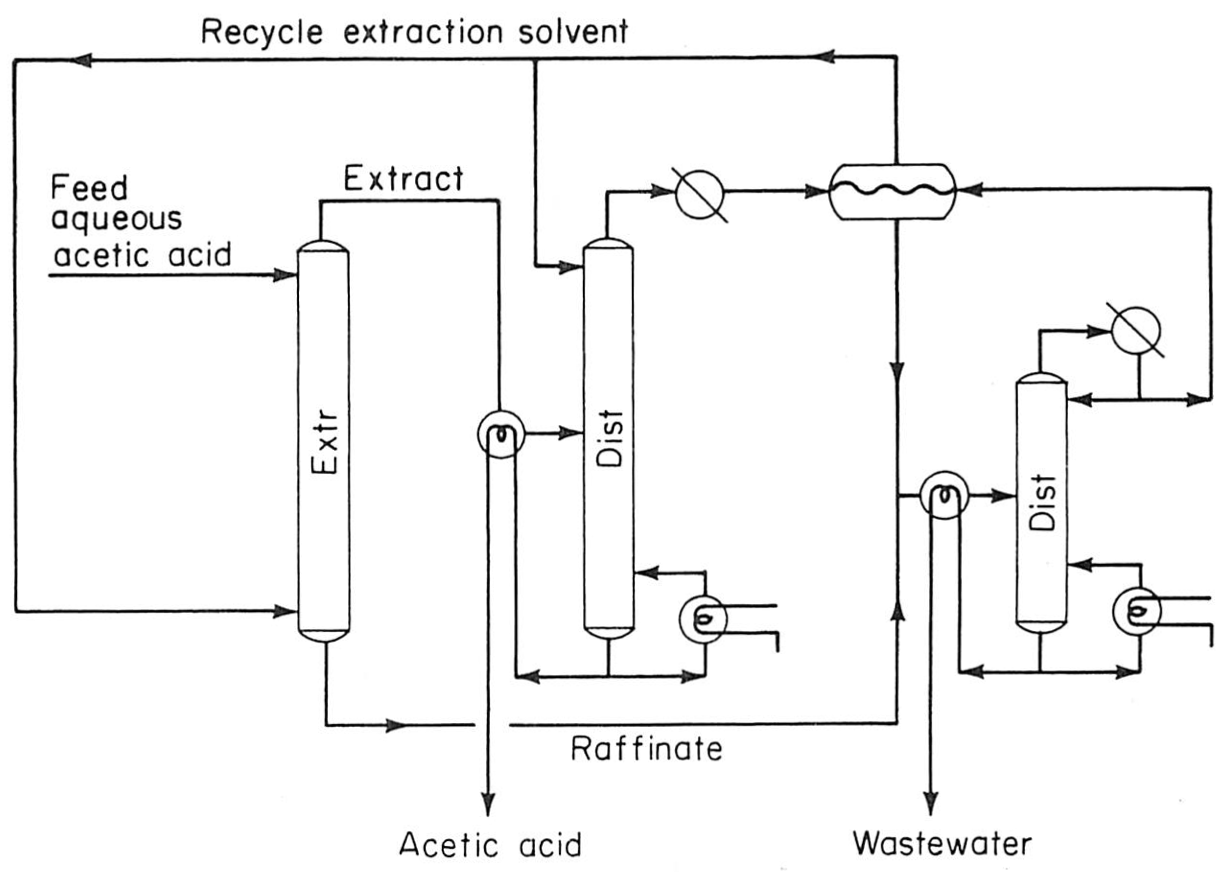 Recycle extraction solvent
Feed
aqueous
acetic acid
Extract
Extr
Dist
Dist
Raffinate
Acetic acid
Wastewater